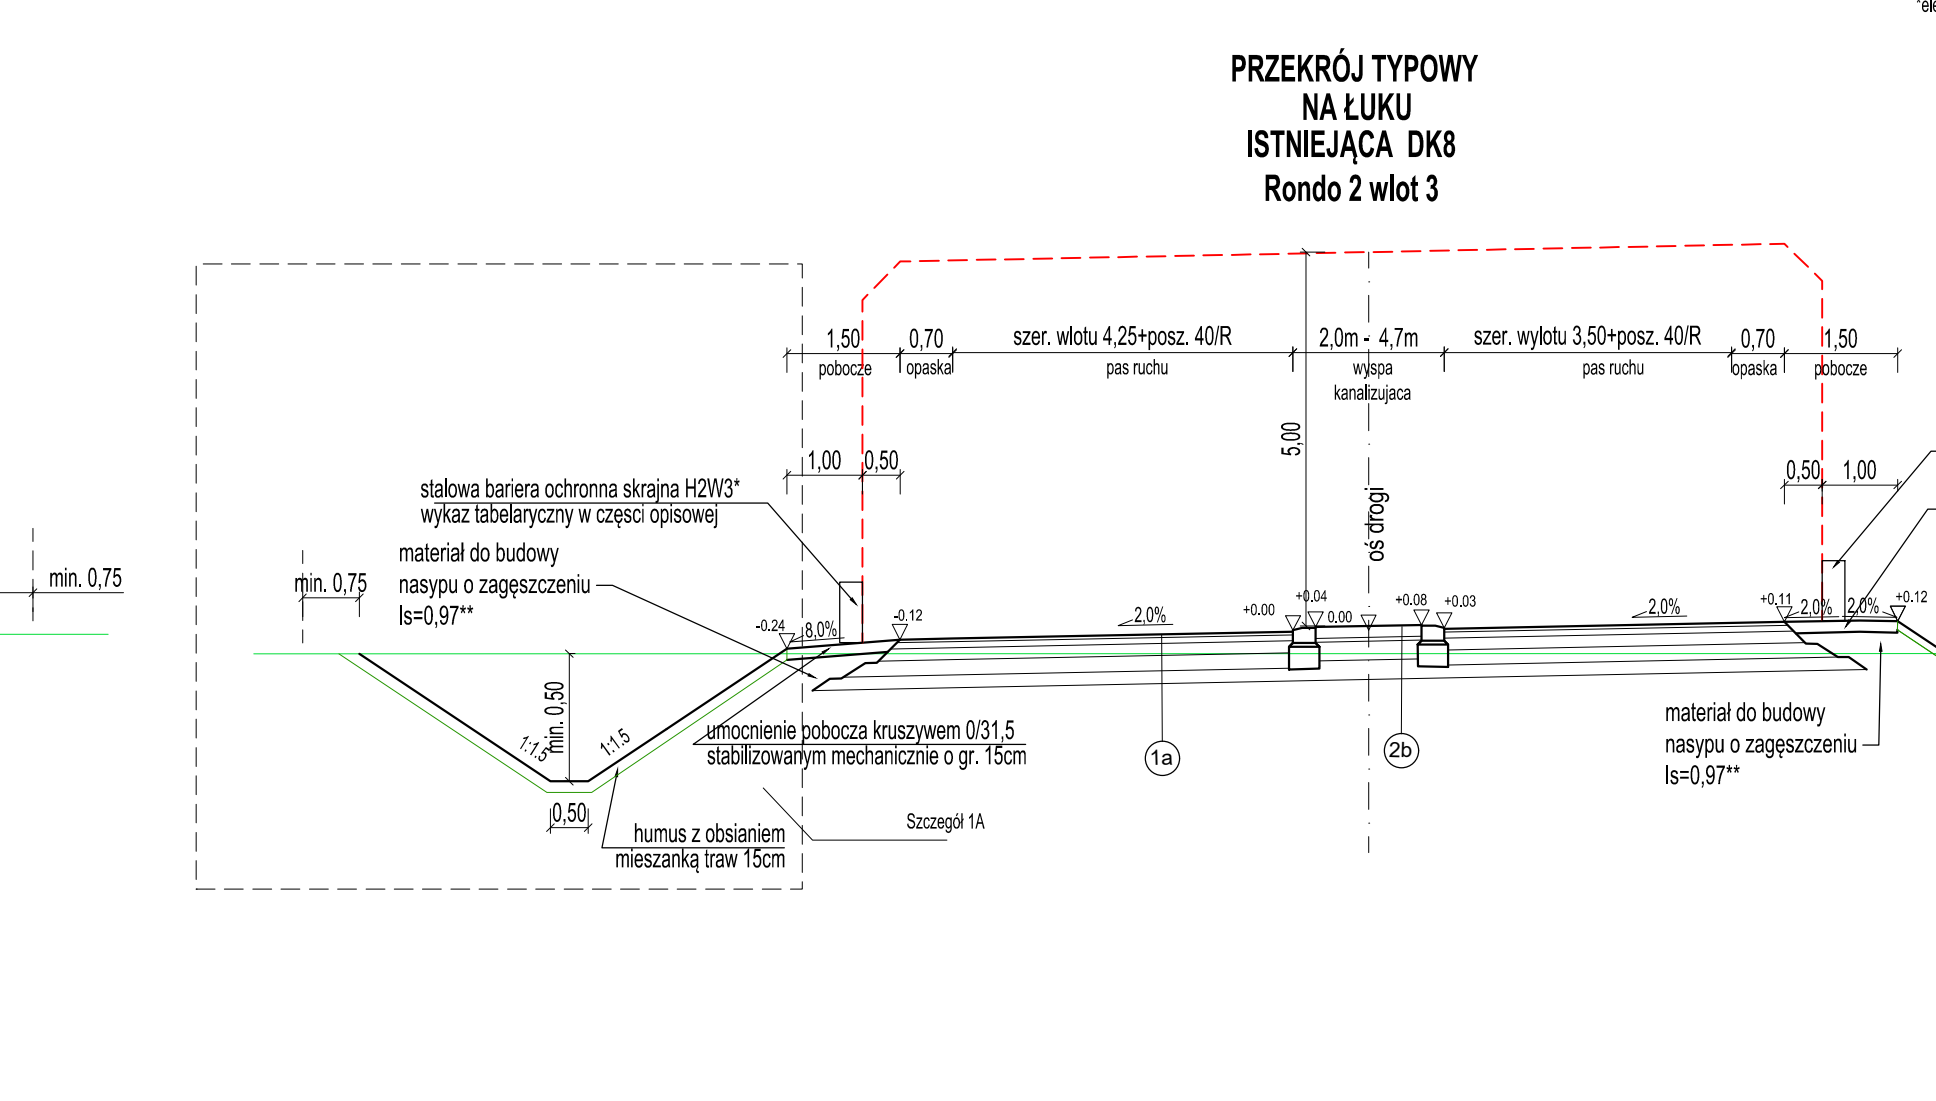 *ele
PRZEKRÓJ TYPOWY
NA ŁUKU
ISTNIEJĄCA DK8
Rondo 2 wlot 3
1,50
0,70
szer. wlotu 4,25+posz. 40/R
2,0m - 4,7m
szer. wylotu 3,50+posz. 40/R
0,70
1,50
pobocze
opaska
pas ruchu
wyspa
kanalizujaca
pas ruchu
opaska
pobocze
5,00
1,00
0,50
0,50
1,00
stalowa bariera ochronna skrajna H2W3*
wykaz tabelaryczny w częsci opisowej
oś drogi
materiał do budowy
nasypu o zagęszczeniu
Is=0,97**
min. 0,75
min. 0,75
-0.24
8,0%
-0.12
2,0%
+0.00
+0.04
0.00
+0.08
+0.03
2,0%
+0.11
2,0%
2,0%
+0.12
min. 0,50
1:1.5
1:1.5
0,50
umocnienie pobocza kruszywem 0/31,5
stabilizowanym mechanicznie o gr. 15cm
1a
2b
materiał do budowy
nasypu o zagęszczeniu
Is=0,97**
Szczegół 1A
humus z obsianiem
mieszanką traw 15cm